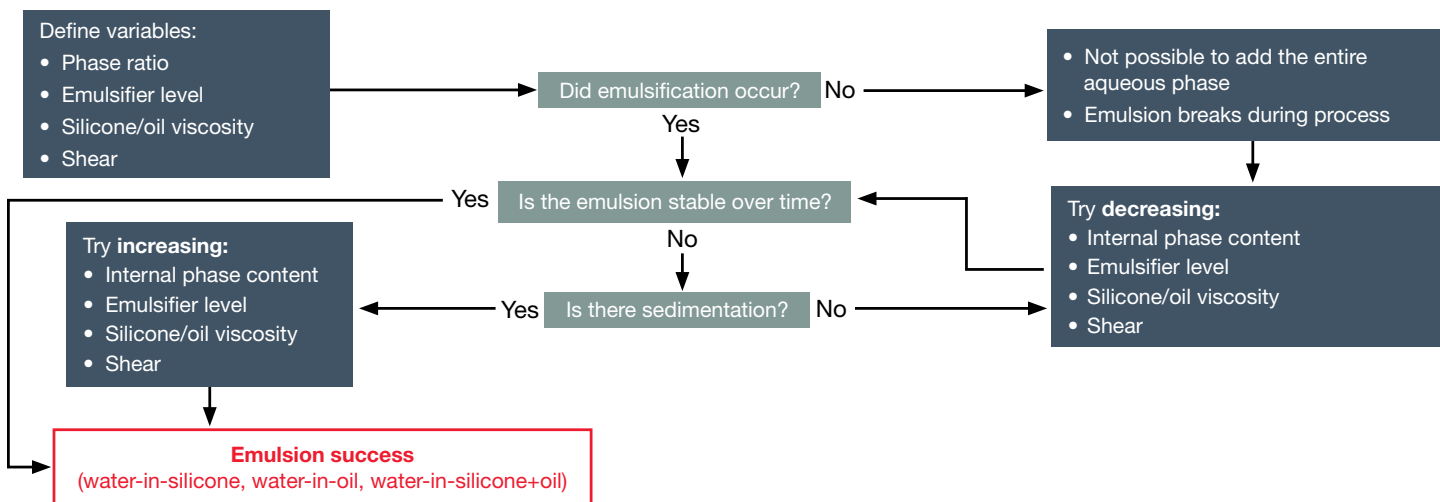 Define variables:
• Phase ratio
• Emulsifier level
• Silicone/oil viscosity
• Shear
Did emulsification occur?
No
Yes
• Not possible to add the entire
aqueous phase
• Emulsion breaks during process
Yes
Is the emulsion stable over time?
No
Try decreasing:
• Internal phase content
• Emulsifier level
• Silicone/oil viscosity
• Shear
Try increasing:
• Internal phase content
• Emulsifier level
• Silicone/oil viscosity
• Shear
Yes
Is there sedimentation?
No
Emulsion success
(water-in-silicone, water-in-oil, water-in-silicone+oil)